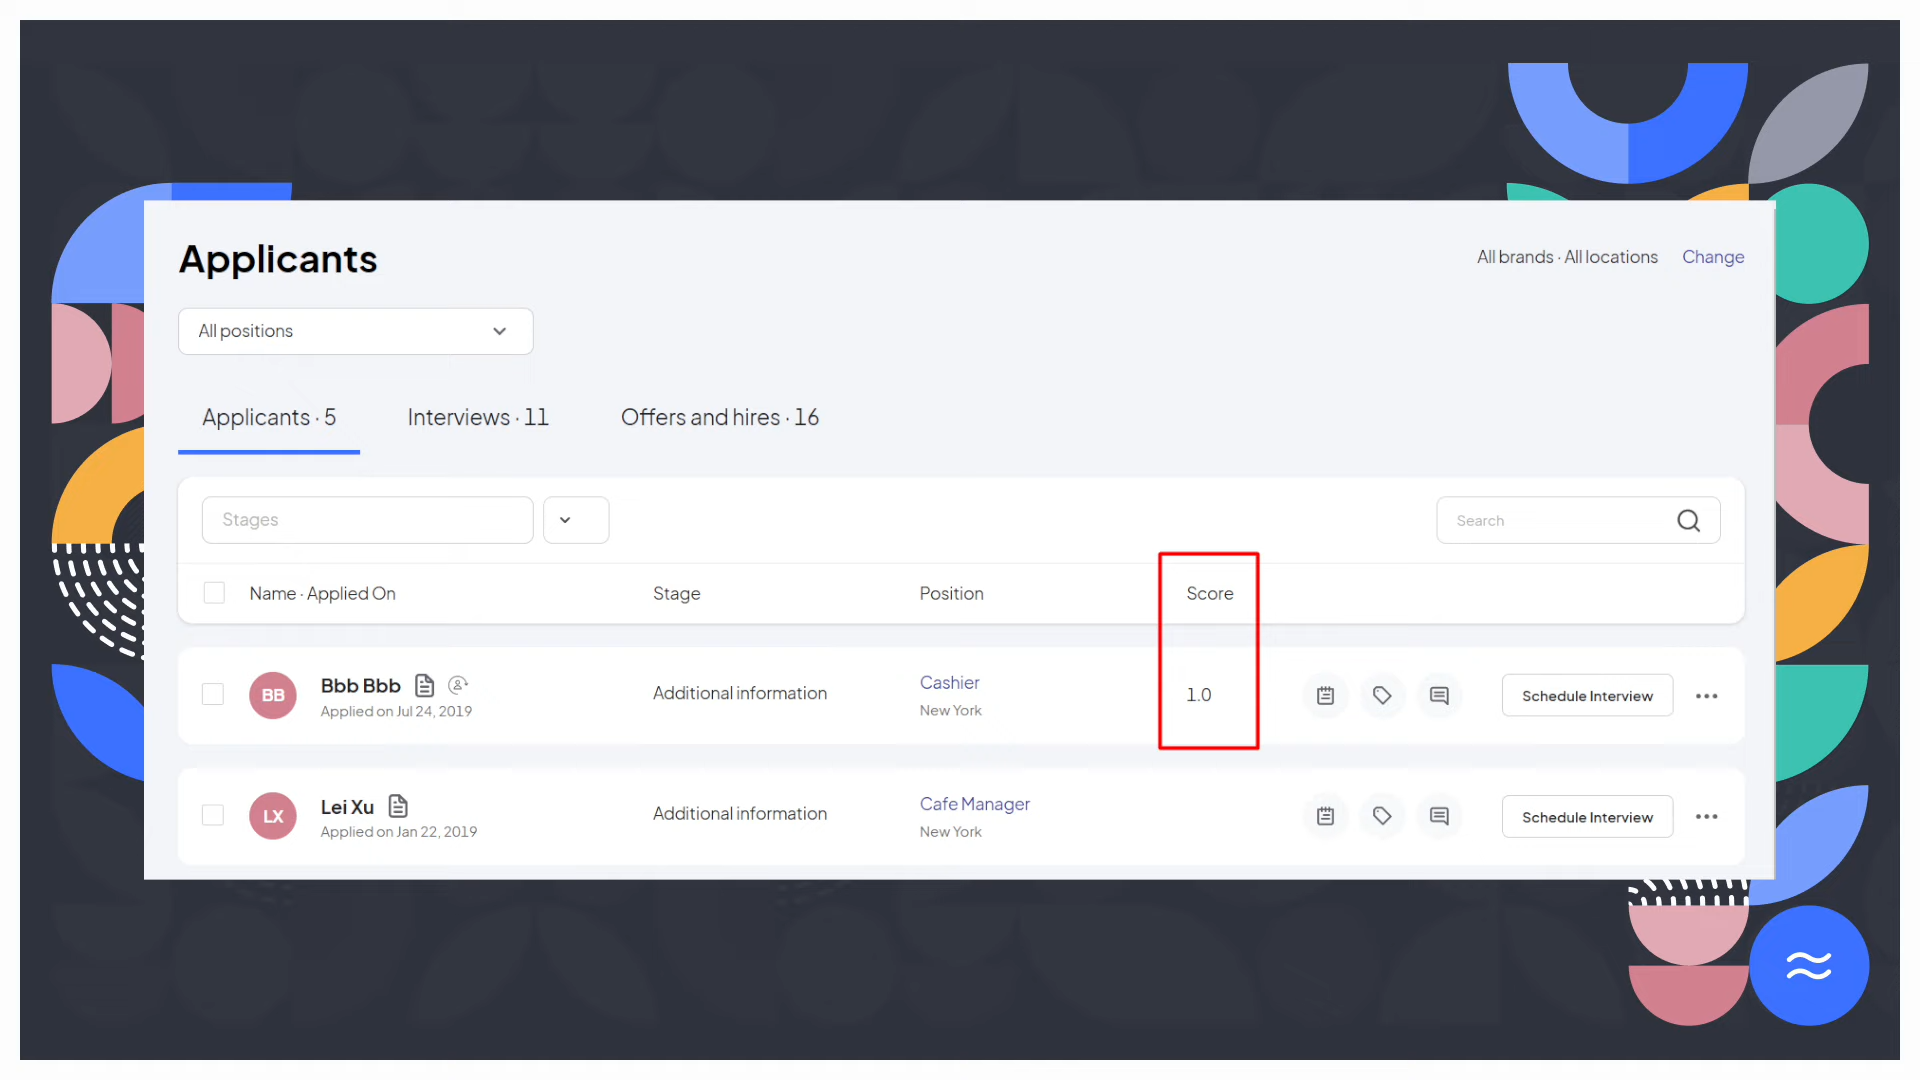 Applicants
All brands · All locations Change
All positions
Applicants · 5 Interviews · 11 Offers and hires · 16
Stages
Search
Name · Applied On Stage Position Score
BB
Bbb Bbb
Applied on Jul 24, 2019
Additional information
Cashier
New York
1.0
Schedule Interview
LX
Lei Xu
Applied on Jan 22, 2019
Additional information
Cafe Manager
New York
Schedule Interview